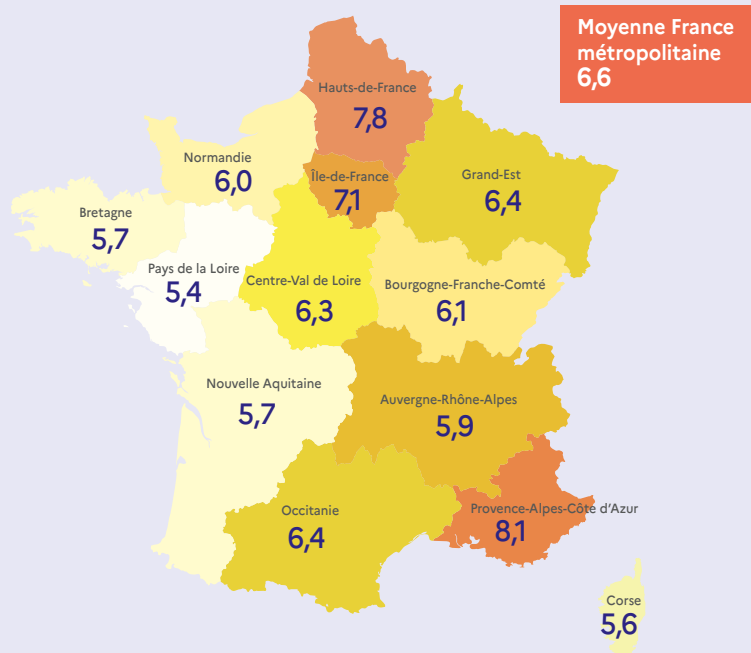 Moyenne France
métropolitaine
6,6
Hauts-de-France
7,8
Normandie
6,0
Île-de-France
7,1
Grand-Est
6,4
Bretagne
5,7
Pays de la Loire
5,4
Centre-Val de Loire
6,3
Bourgogne-Franche-Comté
6,1
Nouvelle Aquitaine
5,7
Auvergne-Rhône-Alpes
5,9
Occitanie
6,4
Provence-Alpes-Côte d'Azur
8,1
Corse
5,6